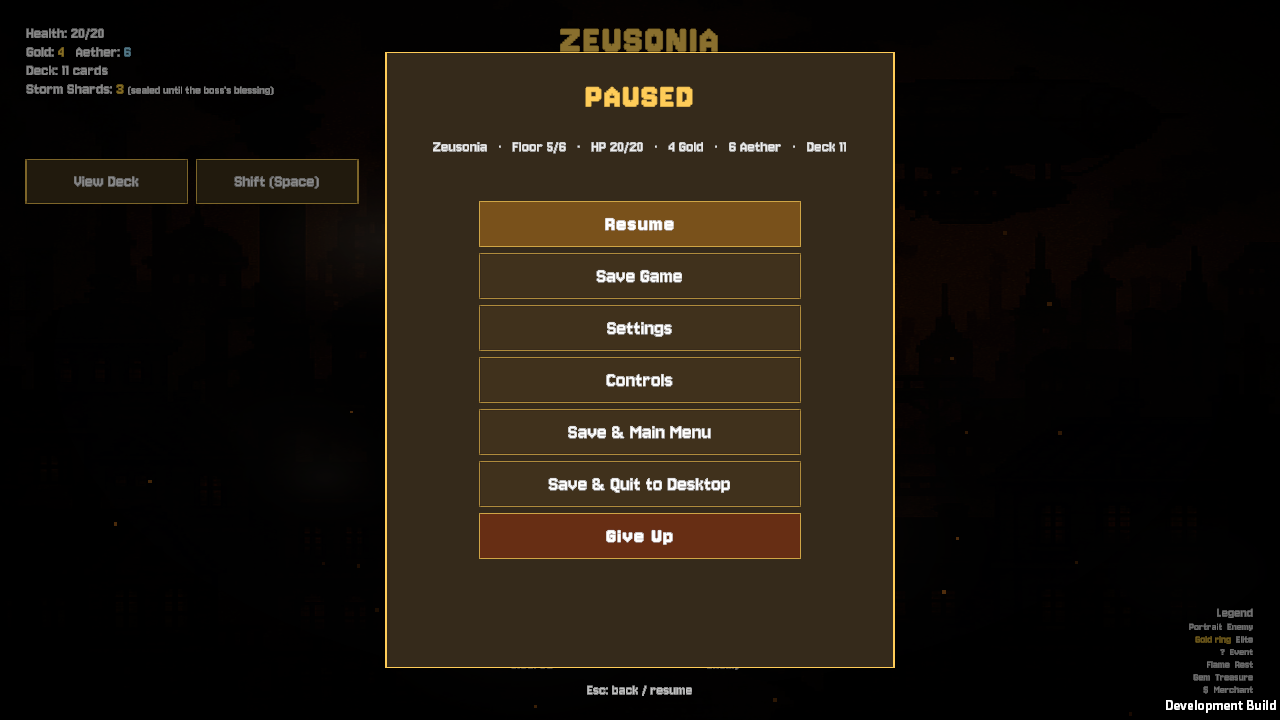 Health: 20/20
Gold: 4 Aether: 6
Deck: 11 cards
Storm Shards: 3 (sealed until the boss's blessing)
View Deck
Shift (Space)
ZEUSONIA
PAUSED
Zeusonia · Floor 5/6 · HP 20/20 · 4 Gold · 6 Aether · Deck 11
Resume
Save Game
Settings
Controls
Save & Main Menu
Save & Quit to Desktop
Give Up
Esc: back / resume
Legend
Portrait Enemy
Gold ring Elite
? Event
Flame Rest
Gem Treasure
$ Merchant
Development Build